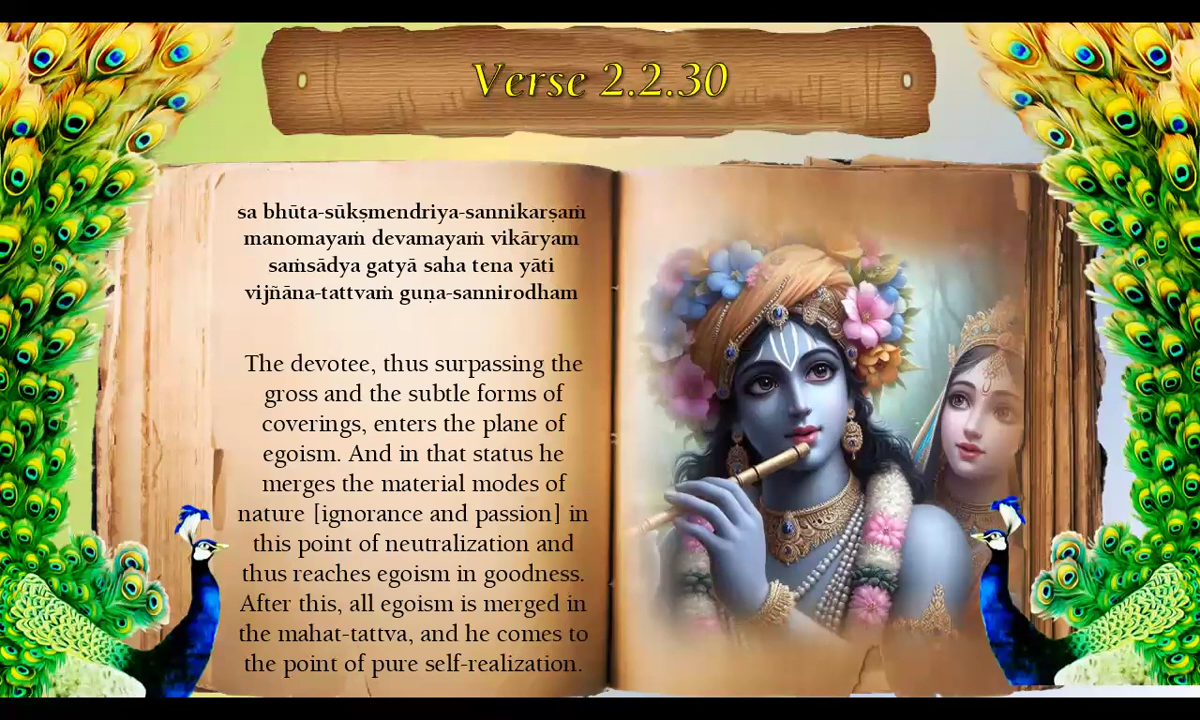 Verse 2.2.30
sa bhūta-sūkṣmendriya-sannikarṣaṁ
manomayaṁ devamayaṁ vikāryam
saṁsādya gatyā saha tena yāti
vijñāna-tattvaṁ guṇa-sannirodham
The devotee, thus surpassing the
gross and the subtle forms of
coverings, enters the plane of
egoism. And in that status he
merges the material modes of
nature [ignorance and passion] in
this point of neutralization and
thus reaches egoism in goodness.
After this, all egoism is merged in
the mahat-tattva, and he comes to
the point of pure self-realization.